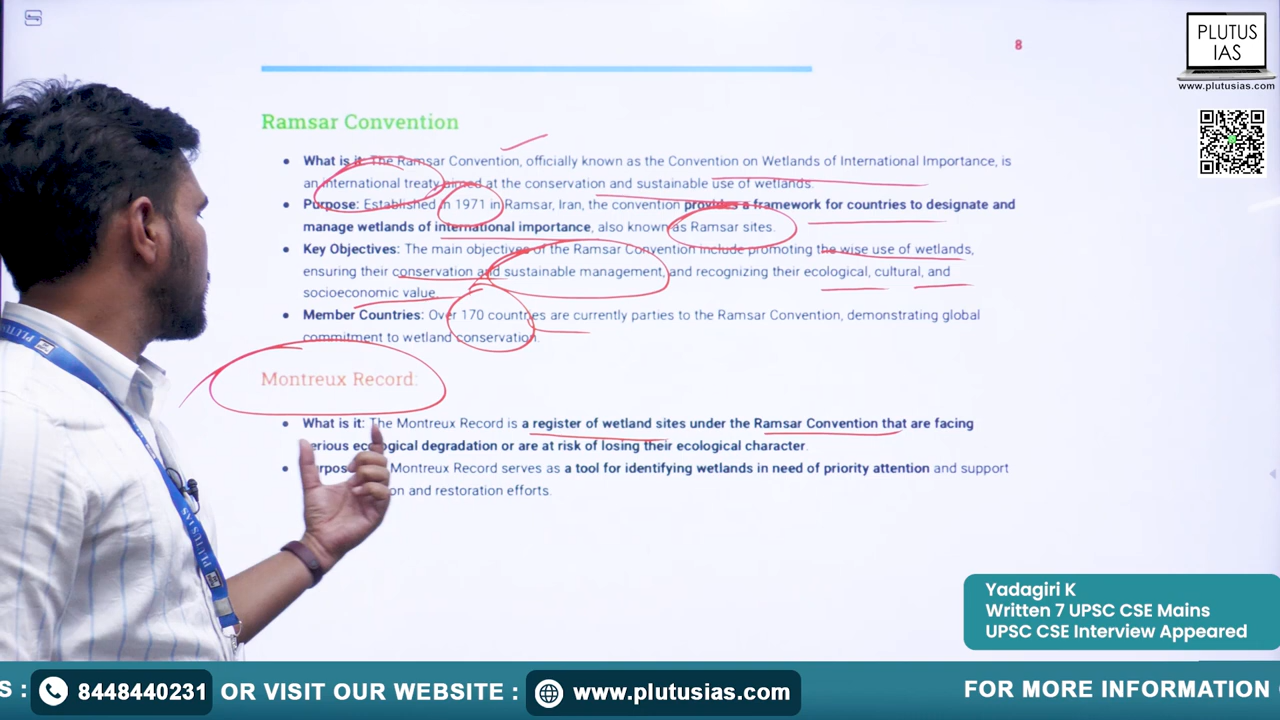 8
PLUTUS
IAS
www.plutusias.com
Ramsar Convention
• What is it: The Ramsar Convention, officially known as the Convention on Wetlands of International Importance, is
an international treaty aimed at the conservation and sustainable use of wetlands.
• Purpose: Established in 1971 in Ramsar, Iran, the convention provides a framework for countries to designate and
manage wetlands of international importance, also known as Ramsar sites.
• Key Objectives: The main objectives of the Ramsar Convention include promoting the wise use of wetlands,
ensuring their conservation and sustainable management, and recognizing their ecological, cultural, and
socioeconomic value.
• Member Countries: Over 170 countries are currently parties to the Ramsar Convention, demonstrating global
commitment to wetland conservation.
Montreux Record:
• What is it: The Montreux Record is a register of wetland sites under the Ramsar Convention that are facing
serious ecological degradation or are at risk of losing their ecological character.
• Montreux Record serves as a tool for identifying wetlands in need of priority attention and support
and restoration efforts.
Yadagiri K
Written 7 UPSC CSE Mains
UPSC CSE Interview Appeared
S : 8448440231 OR VISIT OUR WEBSITE : www.plutusias.com FOR MORE INFORMATION